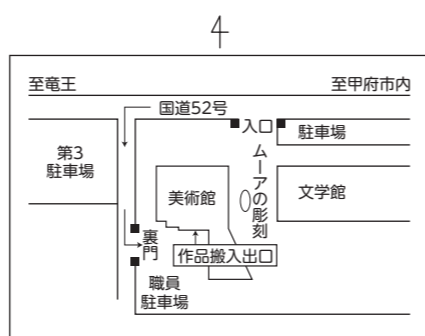 4
至竜王
至甲府市内
国道52号
入口
駐車場
第3
駐車場
ムーアの彫刻
美術館
文学館
裏門
作品搬入出口
職員
駐車場